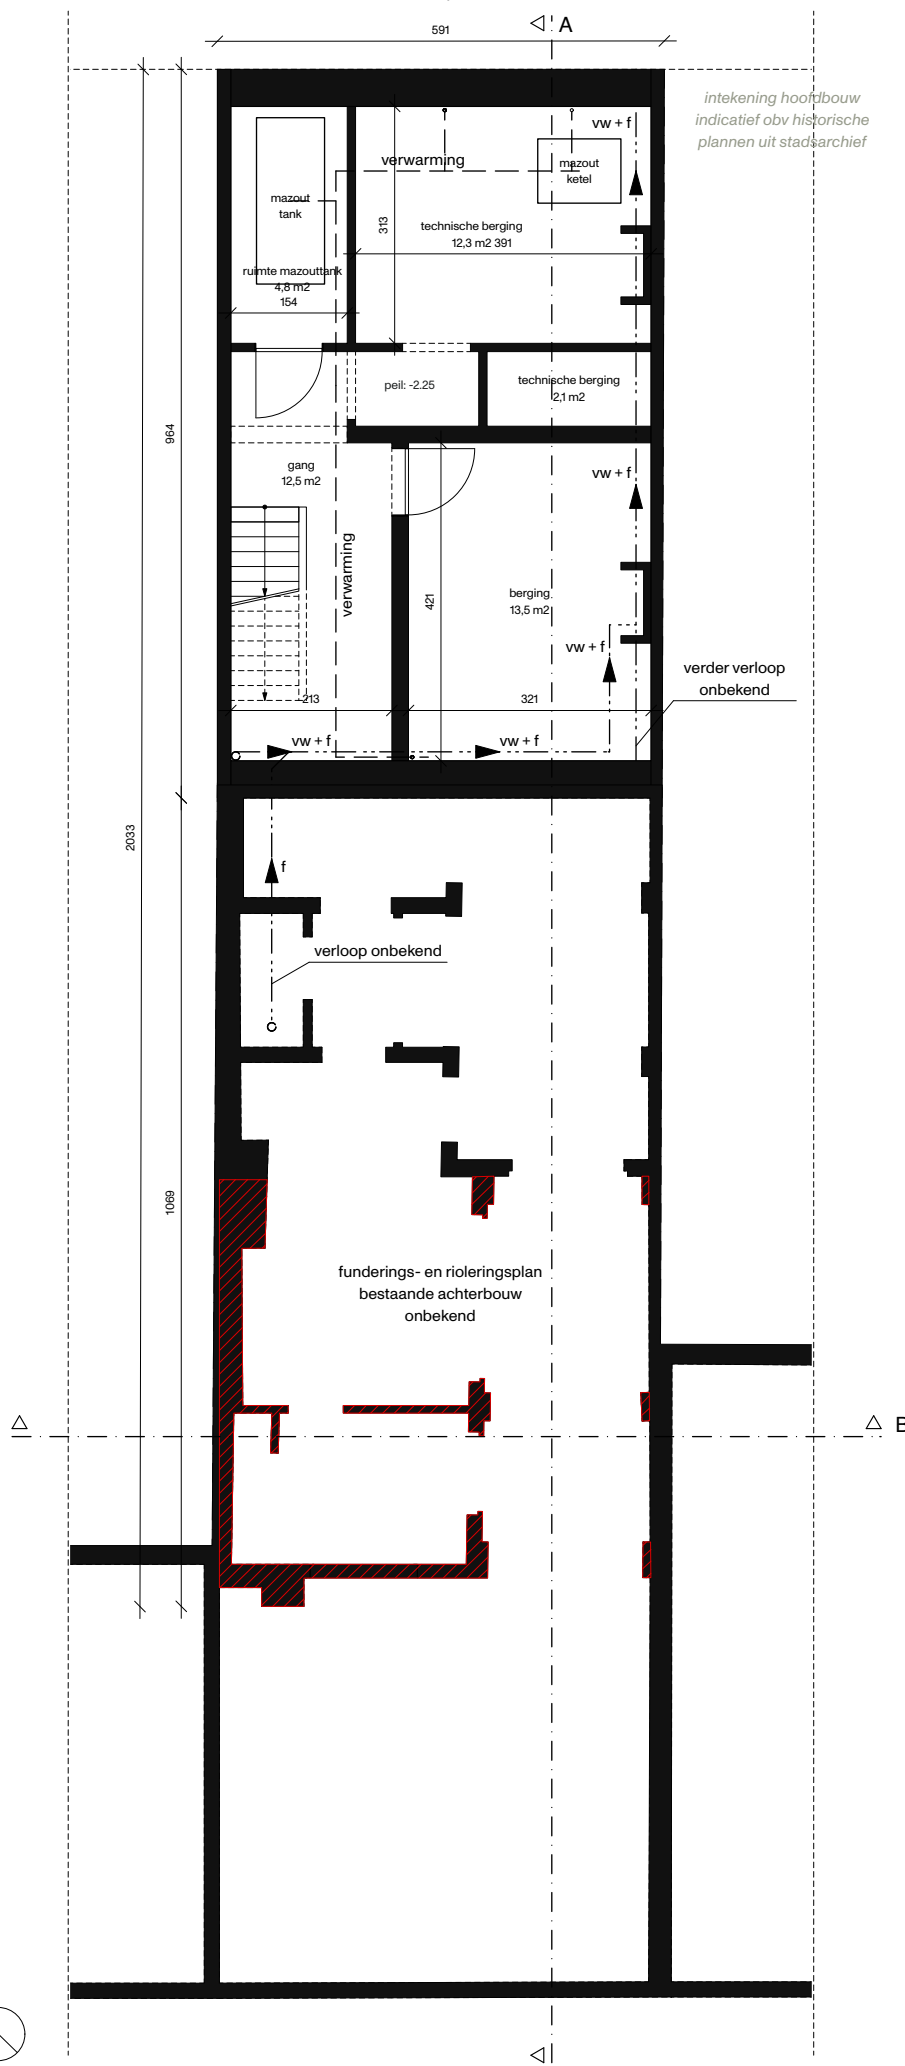 A
591
intekening hoofdbouw
indicatief obv historische
plannen uit stadsarchief
vw + f
verwarming
mazout
ketel
mazout
tank
313
technische berging
12,3 m2 391
ruimte mazouttank
4,8 m2
154
peil: -2.25
technische berging
2,1 m2
964
gang
12,5 m2
vw + f
verwarming
421
berging
13,5 m2
vw + f
verder verloop
onbekend
213
321
vw + f
vw + f
2033
f
verloop onbekend
1069
funderings- en rioleringsplan
bestaande achterbouw
onbekend
B